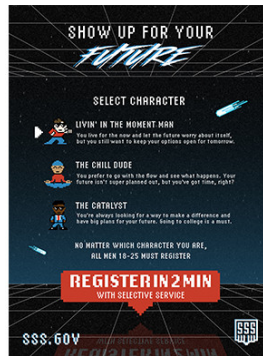 SHOW UP FOR YOUR
FUTURE
SELECT CHARACTER
LIVIN' IN THE MOMENT MAN
You live for the now and let the future worry about itself,
but you still want to keep your options open for tomorrow.
THE CHILL DUDE
You prefer to go with the flow and see what happens. Your
future isn't super planned out, but you've got time, right?
THE CATALYST
You're always looking for a way to make a difference and
have big plans for your future. Going to college is a must.
NO MATTER WHICH CHARACTER YOU ARE,
ALL MEN 18-25 MUST REGISTER
REGISTER IN 2 MIN
WITH SELECTIVE SERVICE
SSS.GOV
SSS